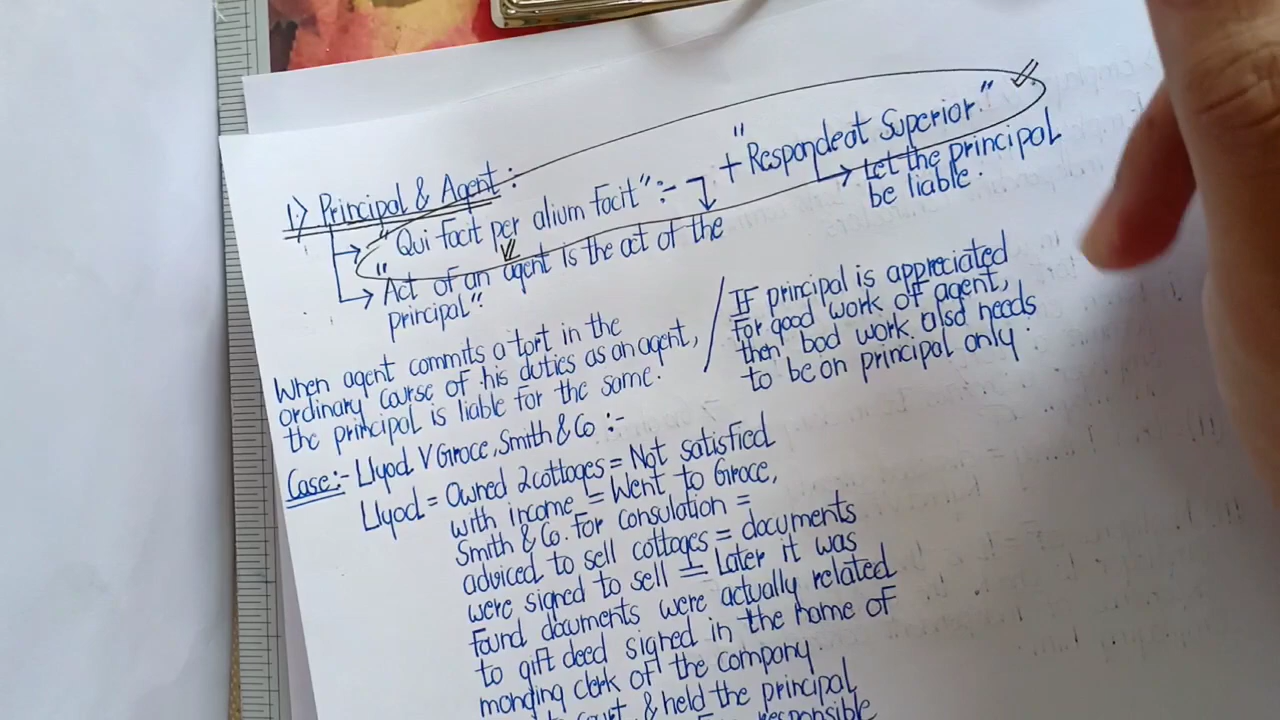 1.) Principal & Agent :
"Qui facit per alium facit" :- + "Respondeat Superior."
Let the principal
be liable.
"Act of an agent is the act of the
principal"
When agent commits a tort in the
ordinary course of his duties as an agent,
the principal is liable for the same.
If principal is appreciated
for good work of agent,
then bad work also needs
to be on principal only.
Case:- Llyod V Grace, Smith & Co :-
Llyod = Owned 2 cottages = Not satisfied
with income = Went to Grace,
Smith & Co. For consulation =
adviced to sell cottages = documents
were signed to sell = Later it was
found documents were actually related
to gift deed signed in the name of
manging clerk of the company.
court & held the principal
responsible